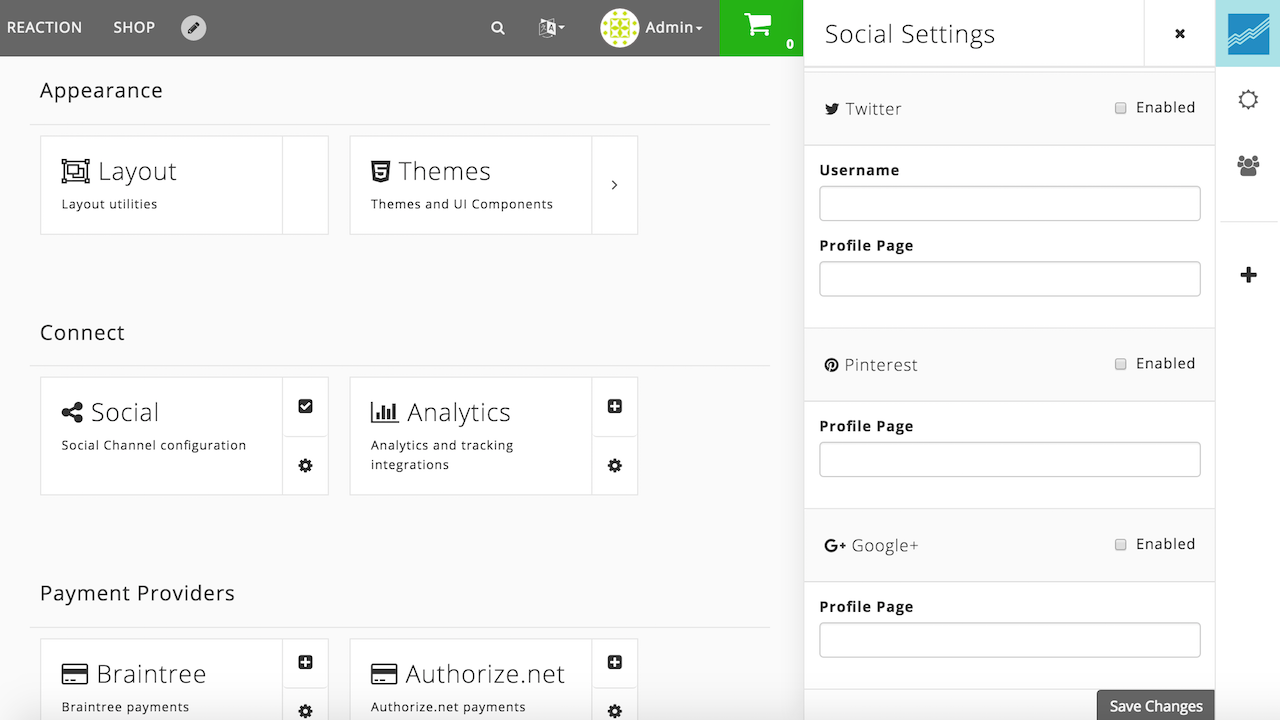 REACTION SHOP Admin 0
Appearance
Layout
Layout utilities
Themes
Themes and UI Components
Connect
Social
Social Channel configuration
Analytics
Analytics and tracking
integrations
Payment Providers
Braintree
Braintree payments
Authorize.net
Authorize.net payments
Social Settings
Twitter Enabled
Username
Profile Page
Pinterest Enabled
Profile Page
Google+ Enabled
Profile Page
Save Changes